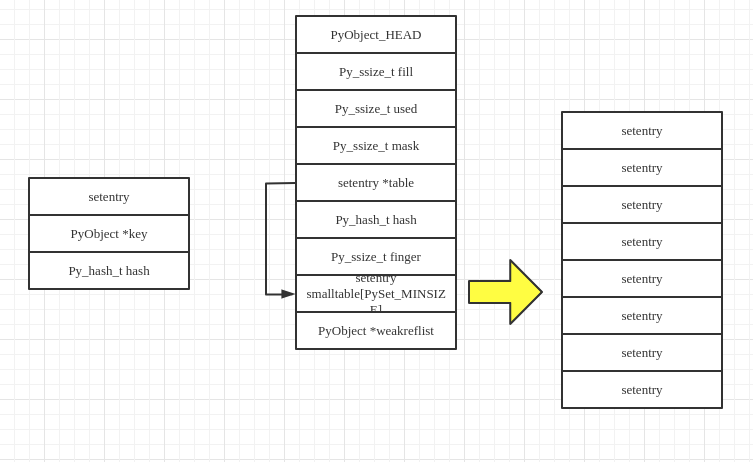 setentry
PyObject *key
Py_hash_t hash
PyObject_HEAD
Py_ssize_t fill
Py_ssize_t used
Py_ssize_t mask
setentry *table
Py_hash_t hash
Py_ssize_t finger
setentry
smalltable[PySet_MINSIZ
E]
PyObject *weakreflist
setentry
setentry
setentry
setentry
setentry
setentry
setentry
setentry